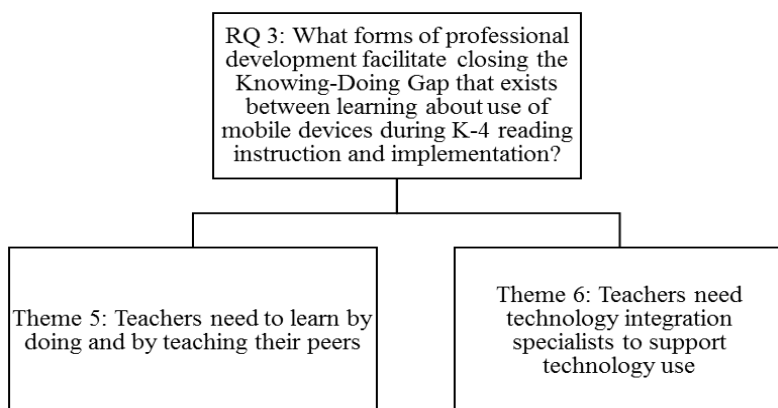 RQ 3: What forms of professional
development facilitate closing the
Knowing-Doing Gap that exists
between learning about use of
mobile devices during K-4 reading
instruction and implementation?
Theme 5: Teachers need to learn by
doing and by teaching their peers
Theme 6: Teachers need
technology integration
specialists to support
technology use